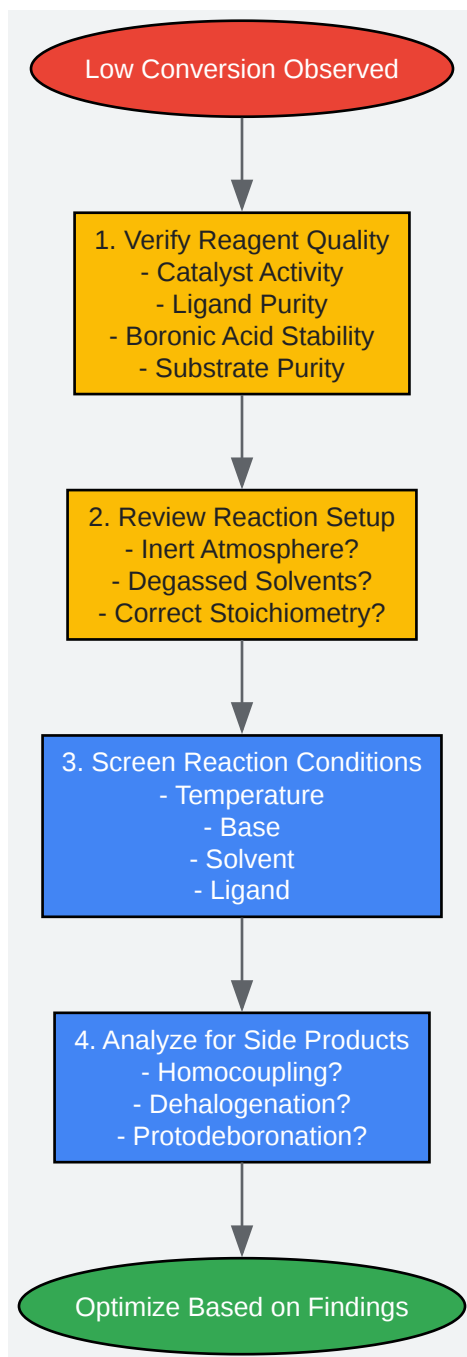 Low Conversion Observed
1. Verify Reagent Quality
- Catalyst Activity
- Ligand Purity
- Boronic Acid Stability
- Substrate Purity
2. Review Reaction Setup
- Inert Atmosphere?
- Degassed Solvents?
- Correct Stoichiometry?
3. Screen Reaction Conditions
- Temperature
- Base
- Solvent
- Ligand
4. Analyze for Side Products
- Homocoupling?
- Dehalogenation?
- Protodeboronation?
Optimize Based on Findings